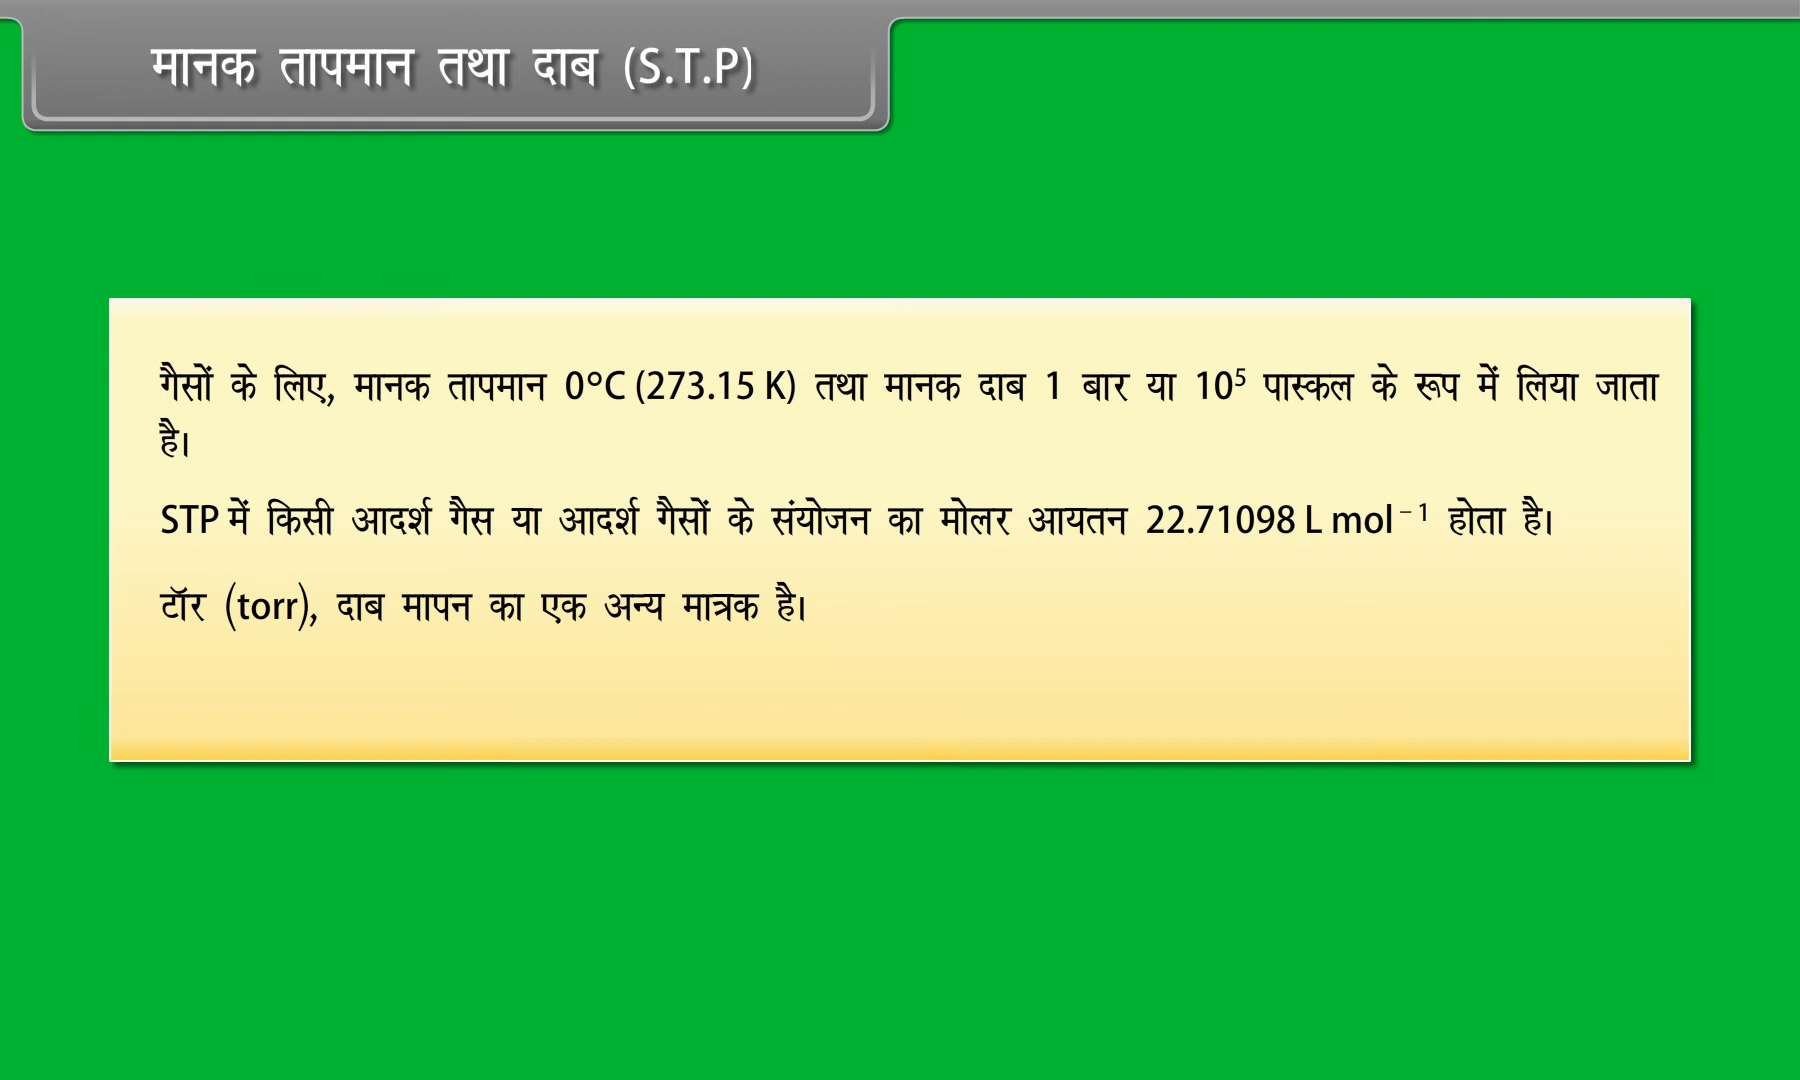 मानक तापमान तथा दाब (S.T.P)
गैसों के लिए, मानक तापमान 0°C (273.15 K) तथा मानक दाब 1 बार या 10⁵ पास्कल के रूप में लिया जाता
है।
STP में किसी आदर्श गैस या आदर्श गैसों के संयोजन का मोलर आयतन 22.71098 L mol⁻¹ होता है।
टॉर (torr), दाब मापन का एक अन्य मात्रक है।